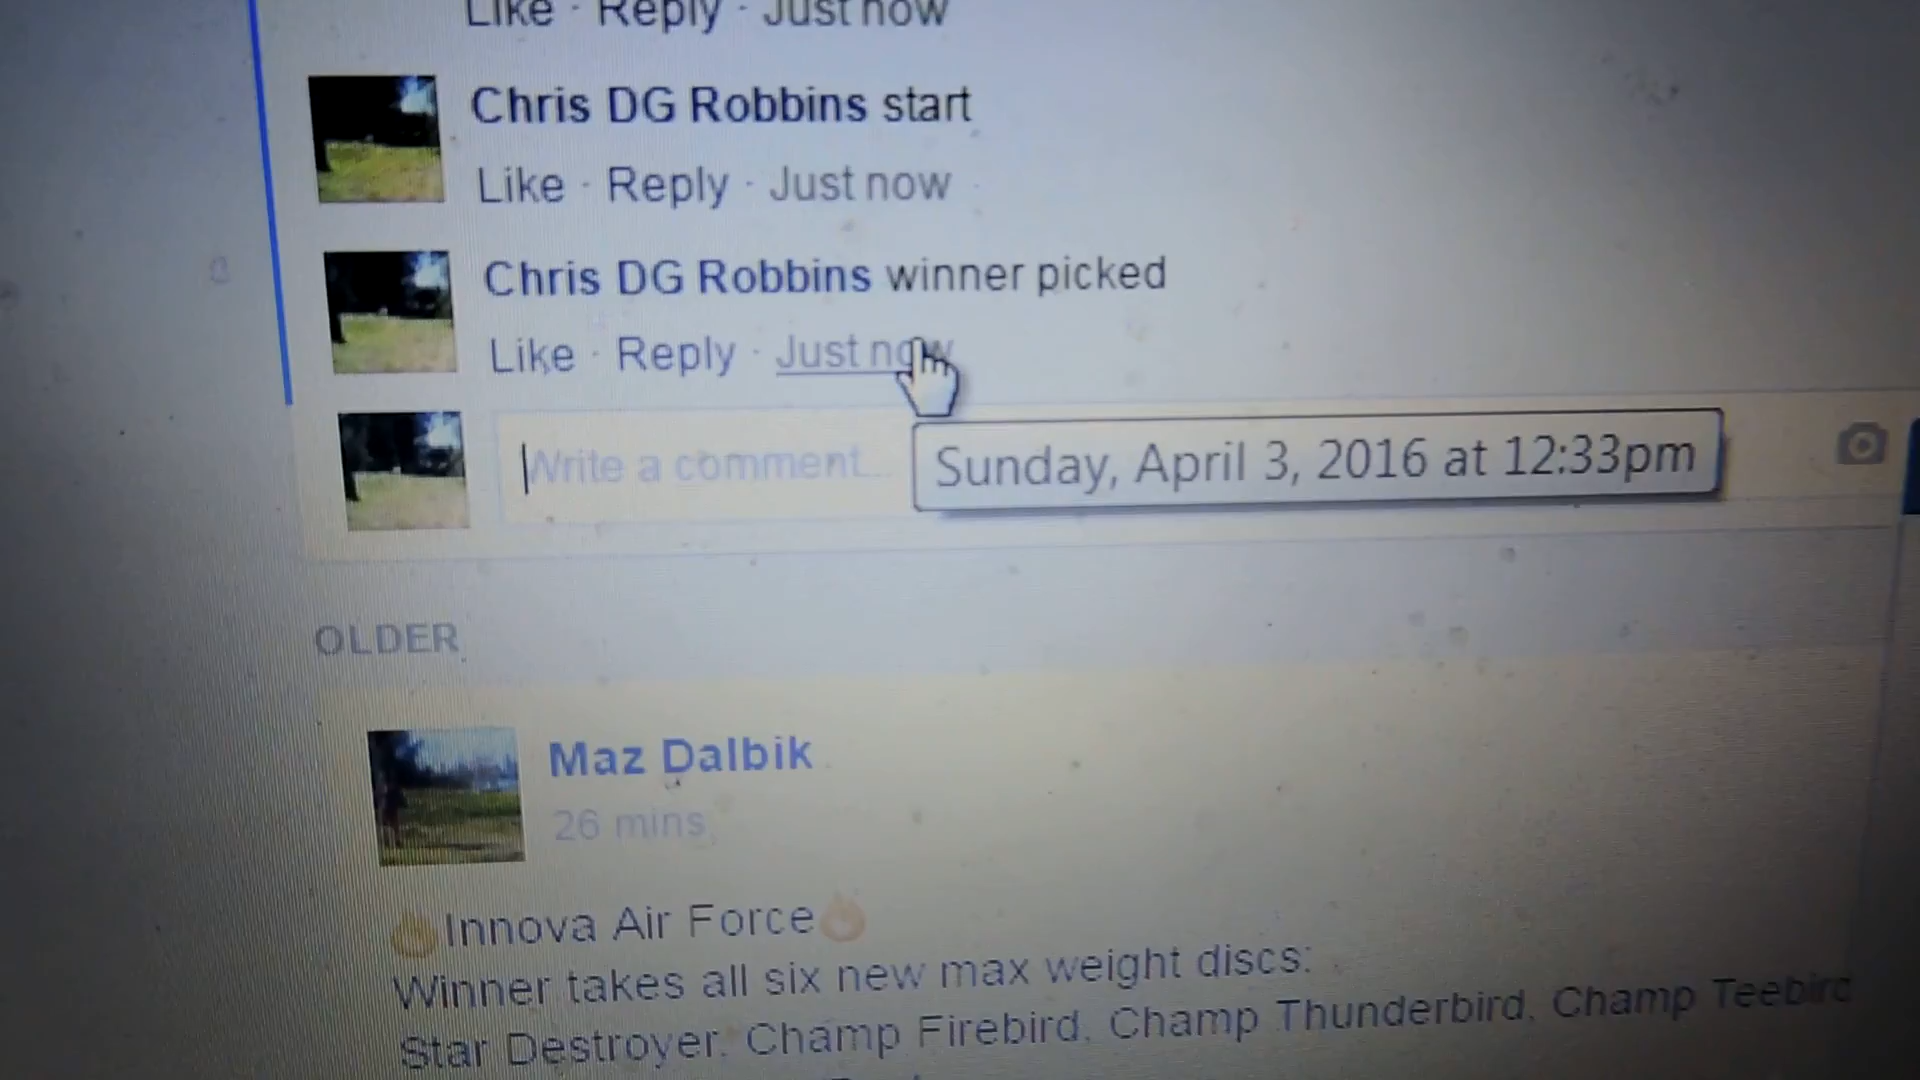 Like · Reply · Just now
Chris DG Robbins start
Like · Reply · Just now
Chris DG Robbins winner picked
Like · Reply · Just now
Write a comment...
Sunday, April 3, 2016 at 12:33pm
OLDER
Maz Dalbik
26 mins
Innova Air Force
Winner takes all six new max weight discs:
Star Destroyer. Champ Firebird, Champ Thunderbird, Champ Teebird